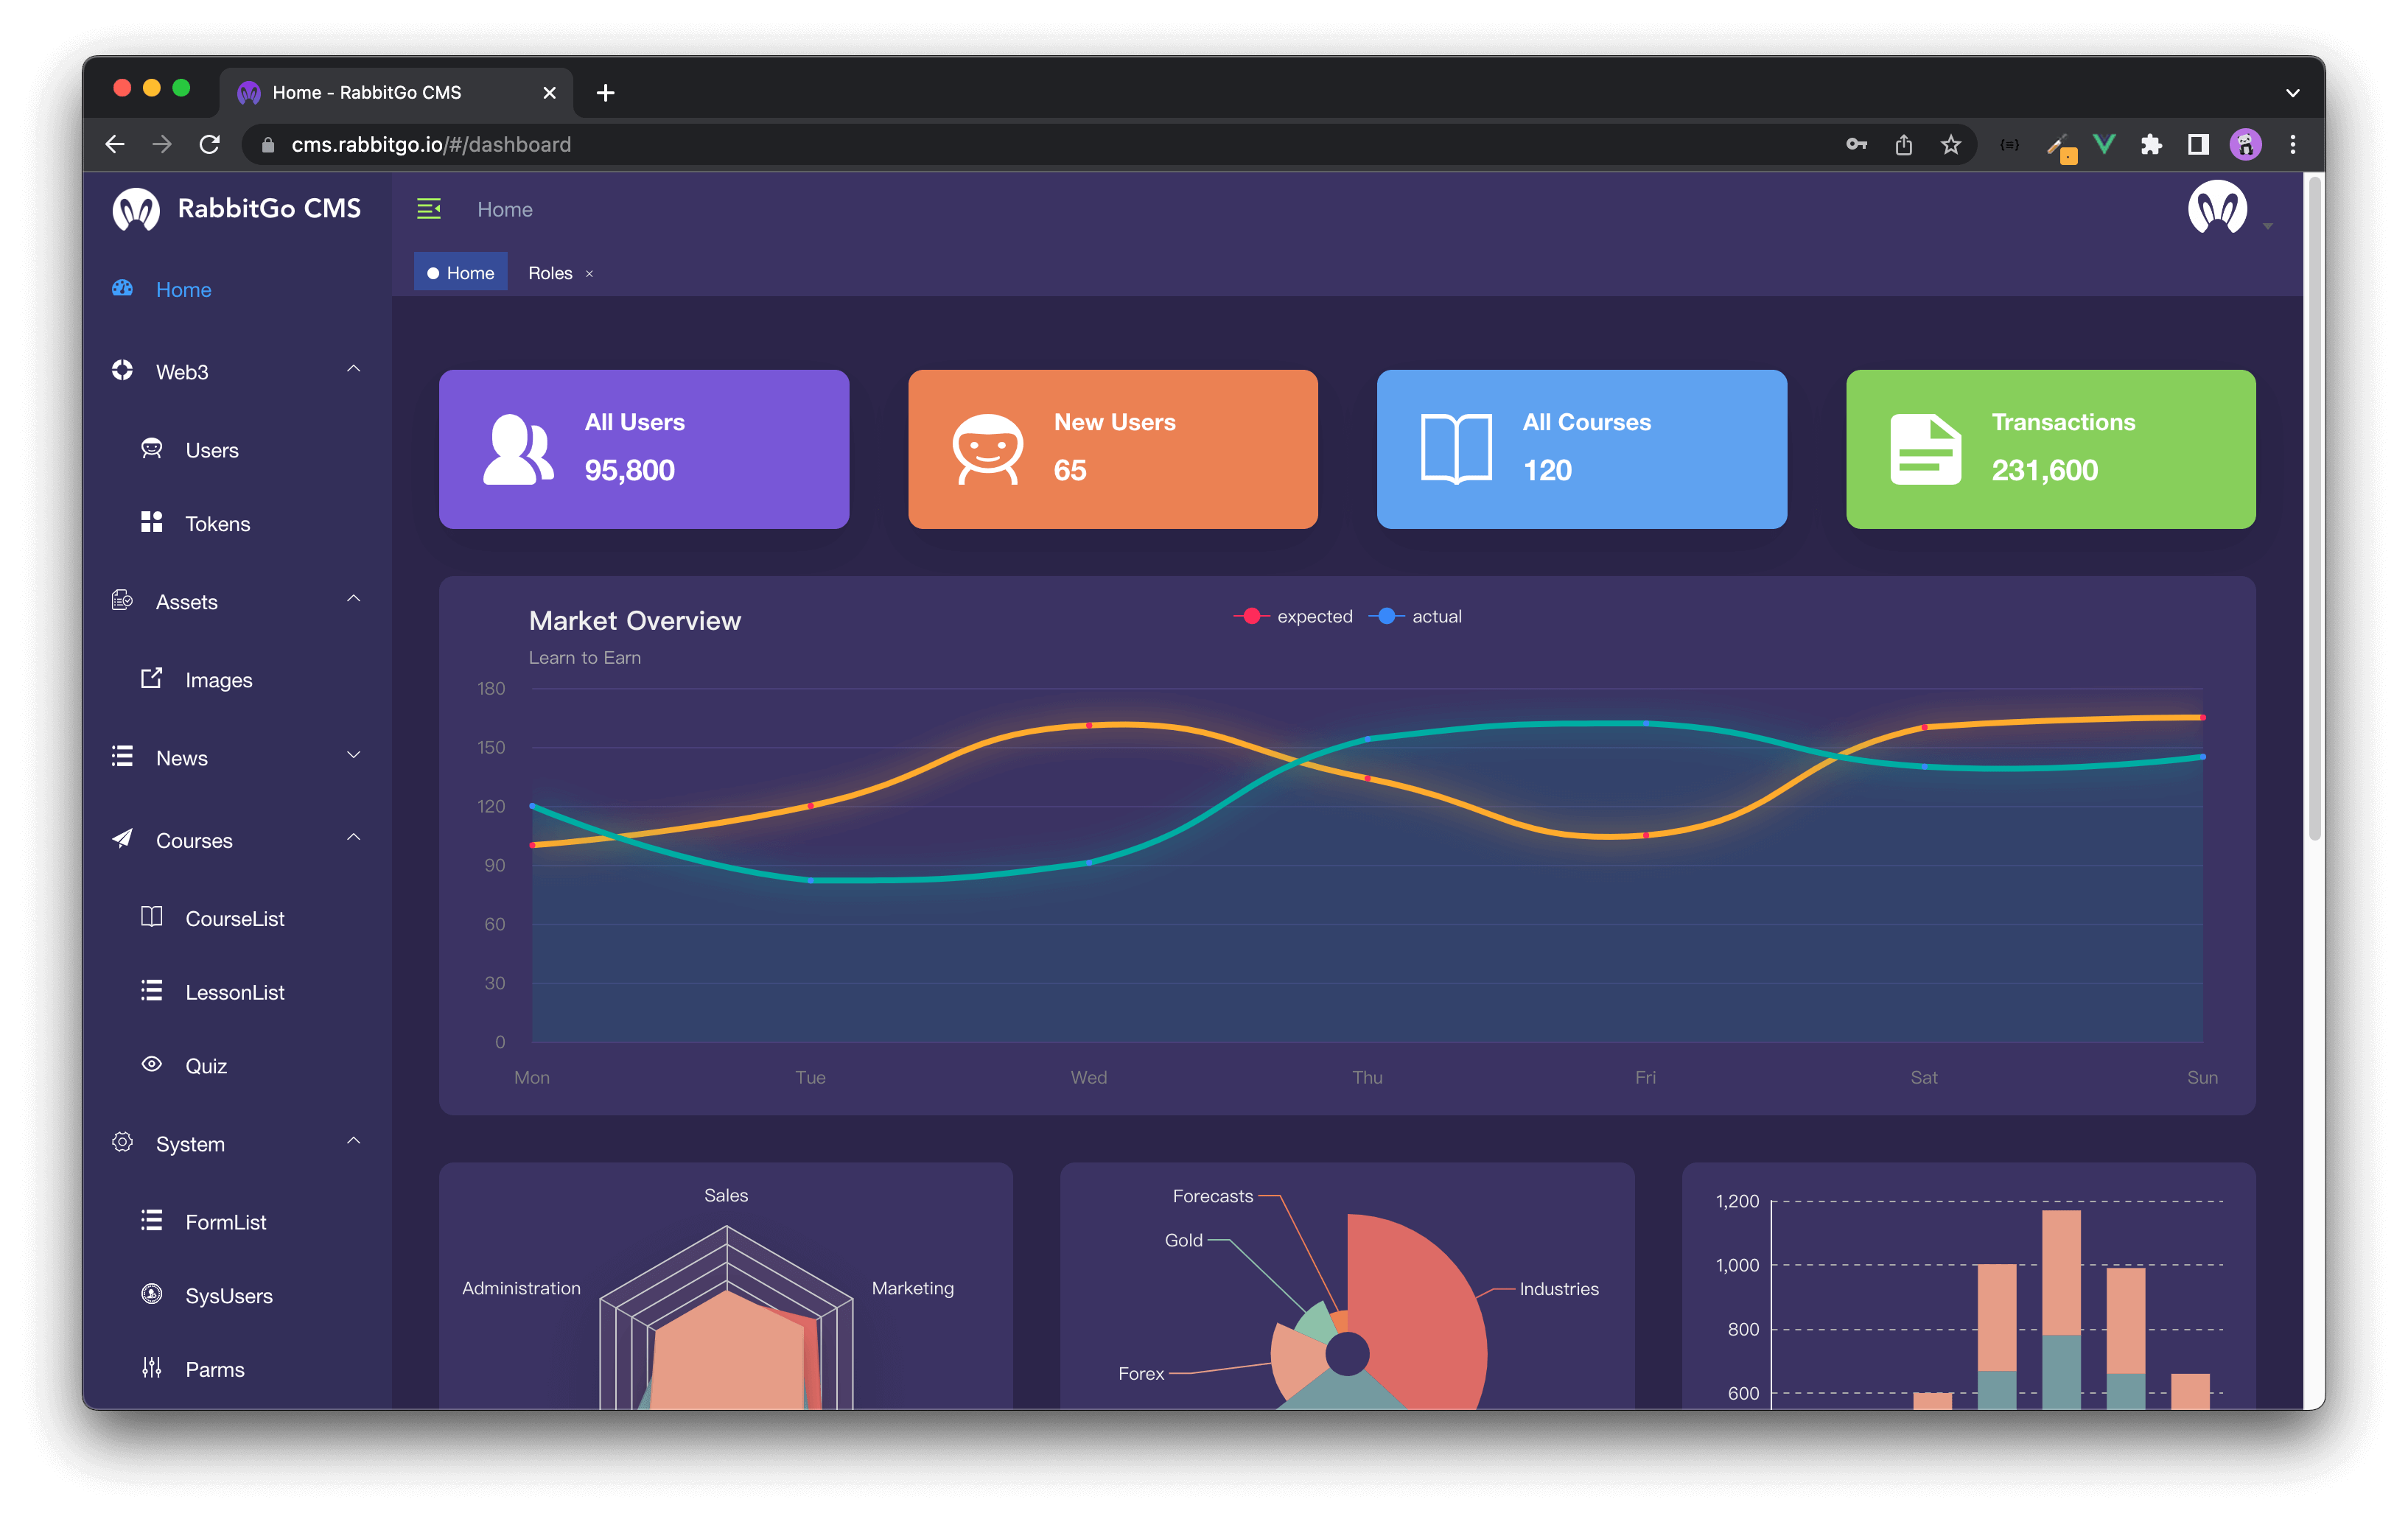 Home - RabbitGo CMS
cms.rabbitgo.io/#/dashboard
RabbitGo CMS
Home
Home
Roles
Home
Web3
Users
Tokens
Assets
Images
News
Courses
CourseList
LessonList
Quiz
System
FormList
SysUsers
Parms
All Users
95,800
New Users
65
All Courses
120
Transactions
231,600
Market Overview
Learn to Earn
expected
actual
180
150
120
90
60
30
0
Mon Tue Wed Thu Fri Sat Sun
Sales
Administration
Marketing
Forecasts
Gold
Industries
Forex
1,200
1,000
800
600